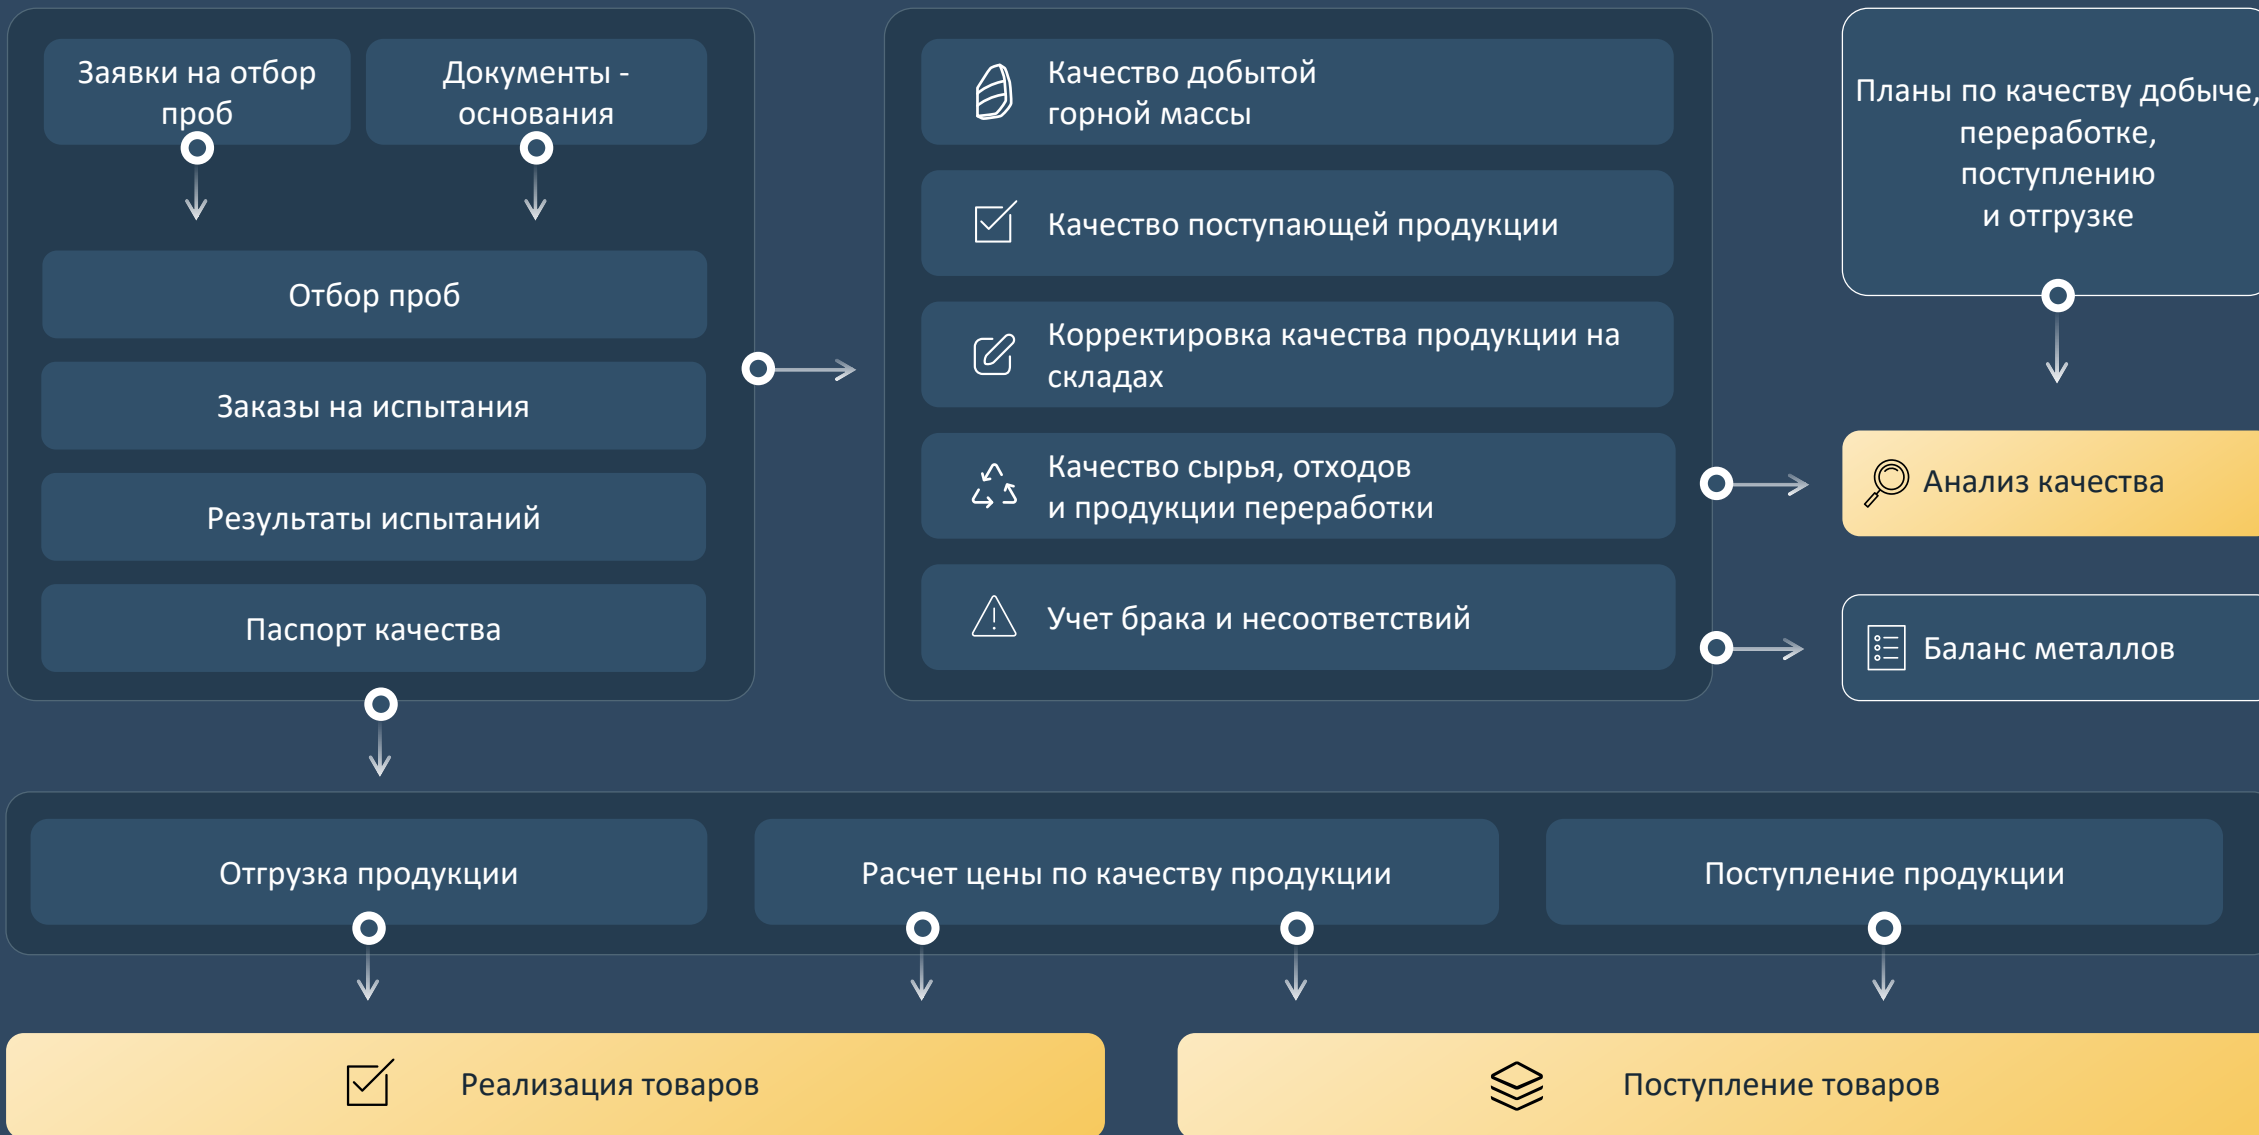 Заявки на отбор
проб
Документы -
основания
Отбор проб
Заказы на испытания
Результаты испытаний
Паспорт качества
Качество добытой
горной массы
Качество поступающей продукции
Корректировка качества продукции на
складах
Качество сырья, отходов
и продукции переработки
Учет брака и несоответствий
Планы по качеству добыче,
переработке,
поступлению
и отгрузке
Анализ качества
Баланс металлов
Отгрузка продукции
Расчет цены по качеству продукции
Поступление продукции
Реализация товаров
Поступление товаров